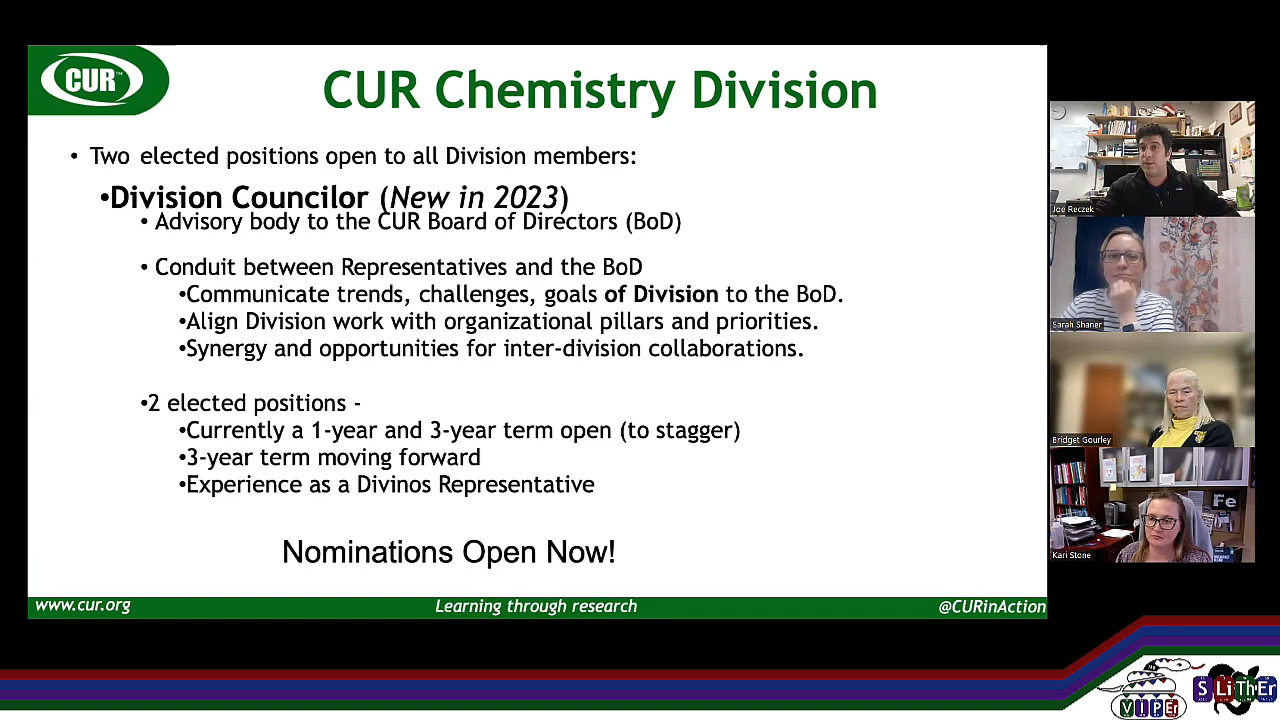 CUR™
CUR Chemistry Division
• Two elected positions open to all Division members:
•Division Councilor (New in 2023)
• Advisory body to the CUR Board of Directors (BoD)
• Conduit between Representatives and the BoD
•Communicate trends, challenges, goals of Division to the BoD.
•Align Division work with organizational pillars and priorities.
•Synergy and opportunities for inter-division collaborations.
•2 elected positions -
•Currently a 1-year and 3-year term open (to stagger)
•3-year term moving forward
•Experience as a Divinos Representative
Nominations Open Now!
www.cur.org
Learning through research
@CURinAction
Joe Reczek
Sarah Shaner
Bridget Gourley
Fe
Kari Stone
VIPEr
SLiThEr